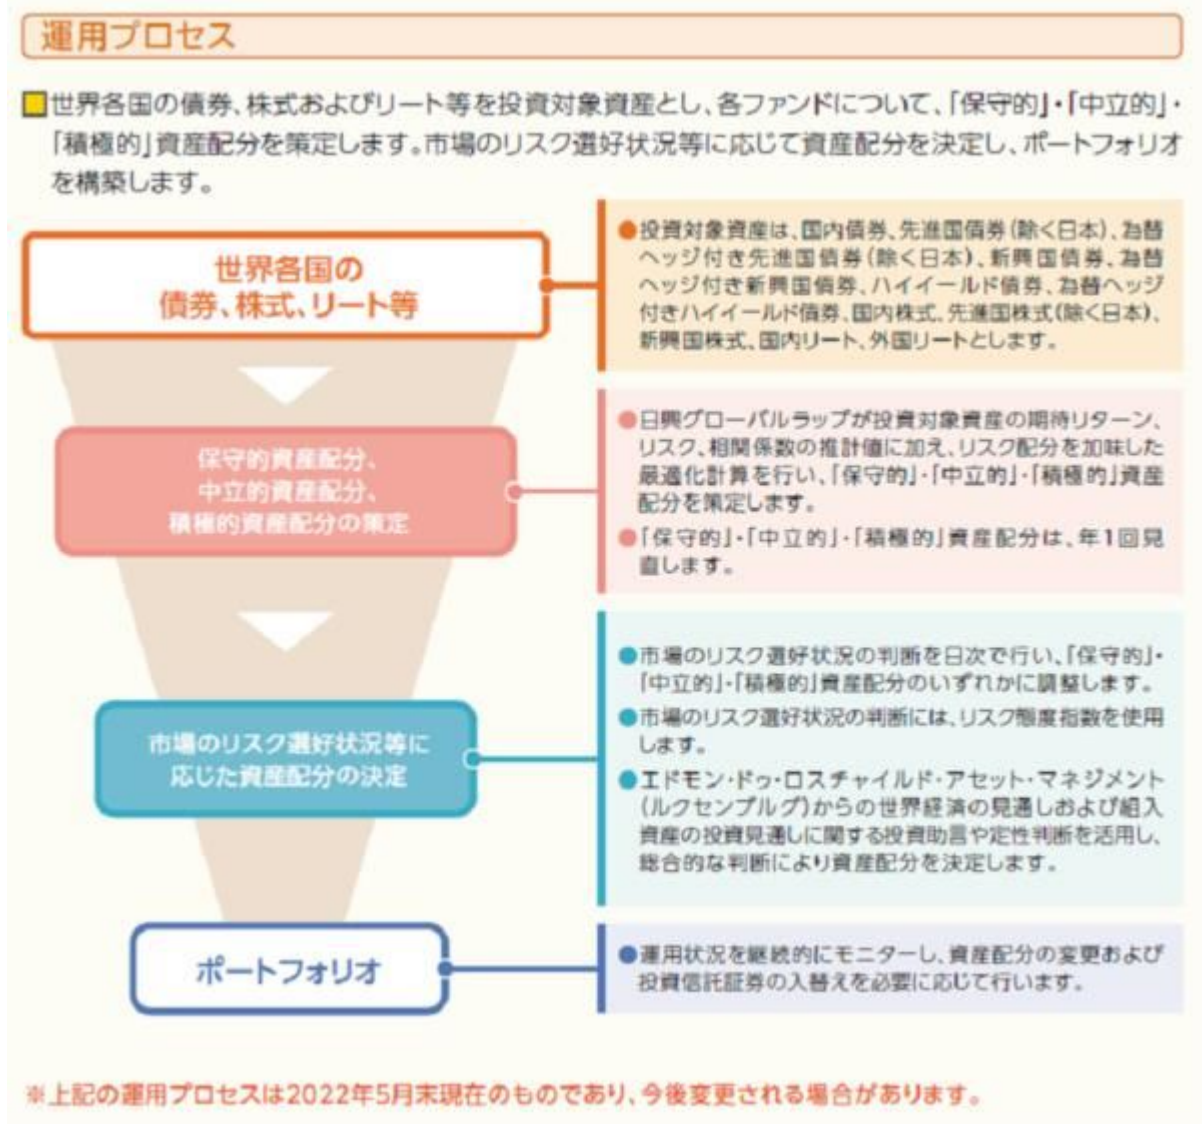 運用プロセス
世界各国の債券、株式およびリート等を投資対象資産とし、各ファンドについて、「保守的」・「中立的」・
「積極的」資産配分を策定します。市場のリスク選好状況等に応じて資産配分を決定し、ポートフォリオ
を構築します。
世界各国の
債券、株式、リート等
●投資対象資産は、国内債券、先進国債券(除く日本)、為替
ヘッジ付き先進国債券(除く日本)、新興国債券、為替
ヘッジ付き新興国債券、ハイイールド債券、為替ヘッジ
付きハイイールド債券、国内株式、先進国株式(除く日本)、
新興国株式、国内リート、外国リートとします。
保守的資産配分、
中立的資産配分、
積極的資産配分の策定
●日興グローバルラップが投資対象資産の期待リターン、
リスク、相関係数の推計値に加え、リスク配分を加味した
最適化計算を行い、「保守的」・「中立的」・「積極的」資産
配分を策定します。
●「保守的」・「中立的」・「積極的」資産配分は、年1回見
直します。
市場のリスク選好状況等に
応じた資産配分の決定
●市場のリスク選好状況の判断を日次で行い、「保守的」・
「中立的」・「積極的」資産配分のいずれかに調整します。
●市場のリスク選好状況の判断には、リスク態度指数を使用
します。
●エドモン・ドゥ・ロスチャイルド・アセット・マネジメント
(ルクセンブルグ)からの世界経済の見通しおよび組入
資産の投資見通しに関する投資助言や定性判断を活用し、
総合的な判断により資産配分を決定します。
ポートフォリオ
●運用状況を継続的にモニターし、資産配分の変更および
投資信託証券の入替えを必要に応じて行います。
※上記の運用プロセスは2022年5月末現在のものであり、今後変更される場合があります。